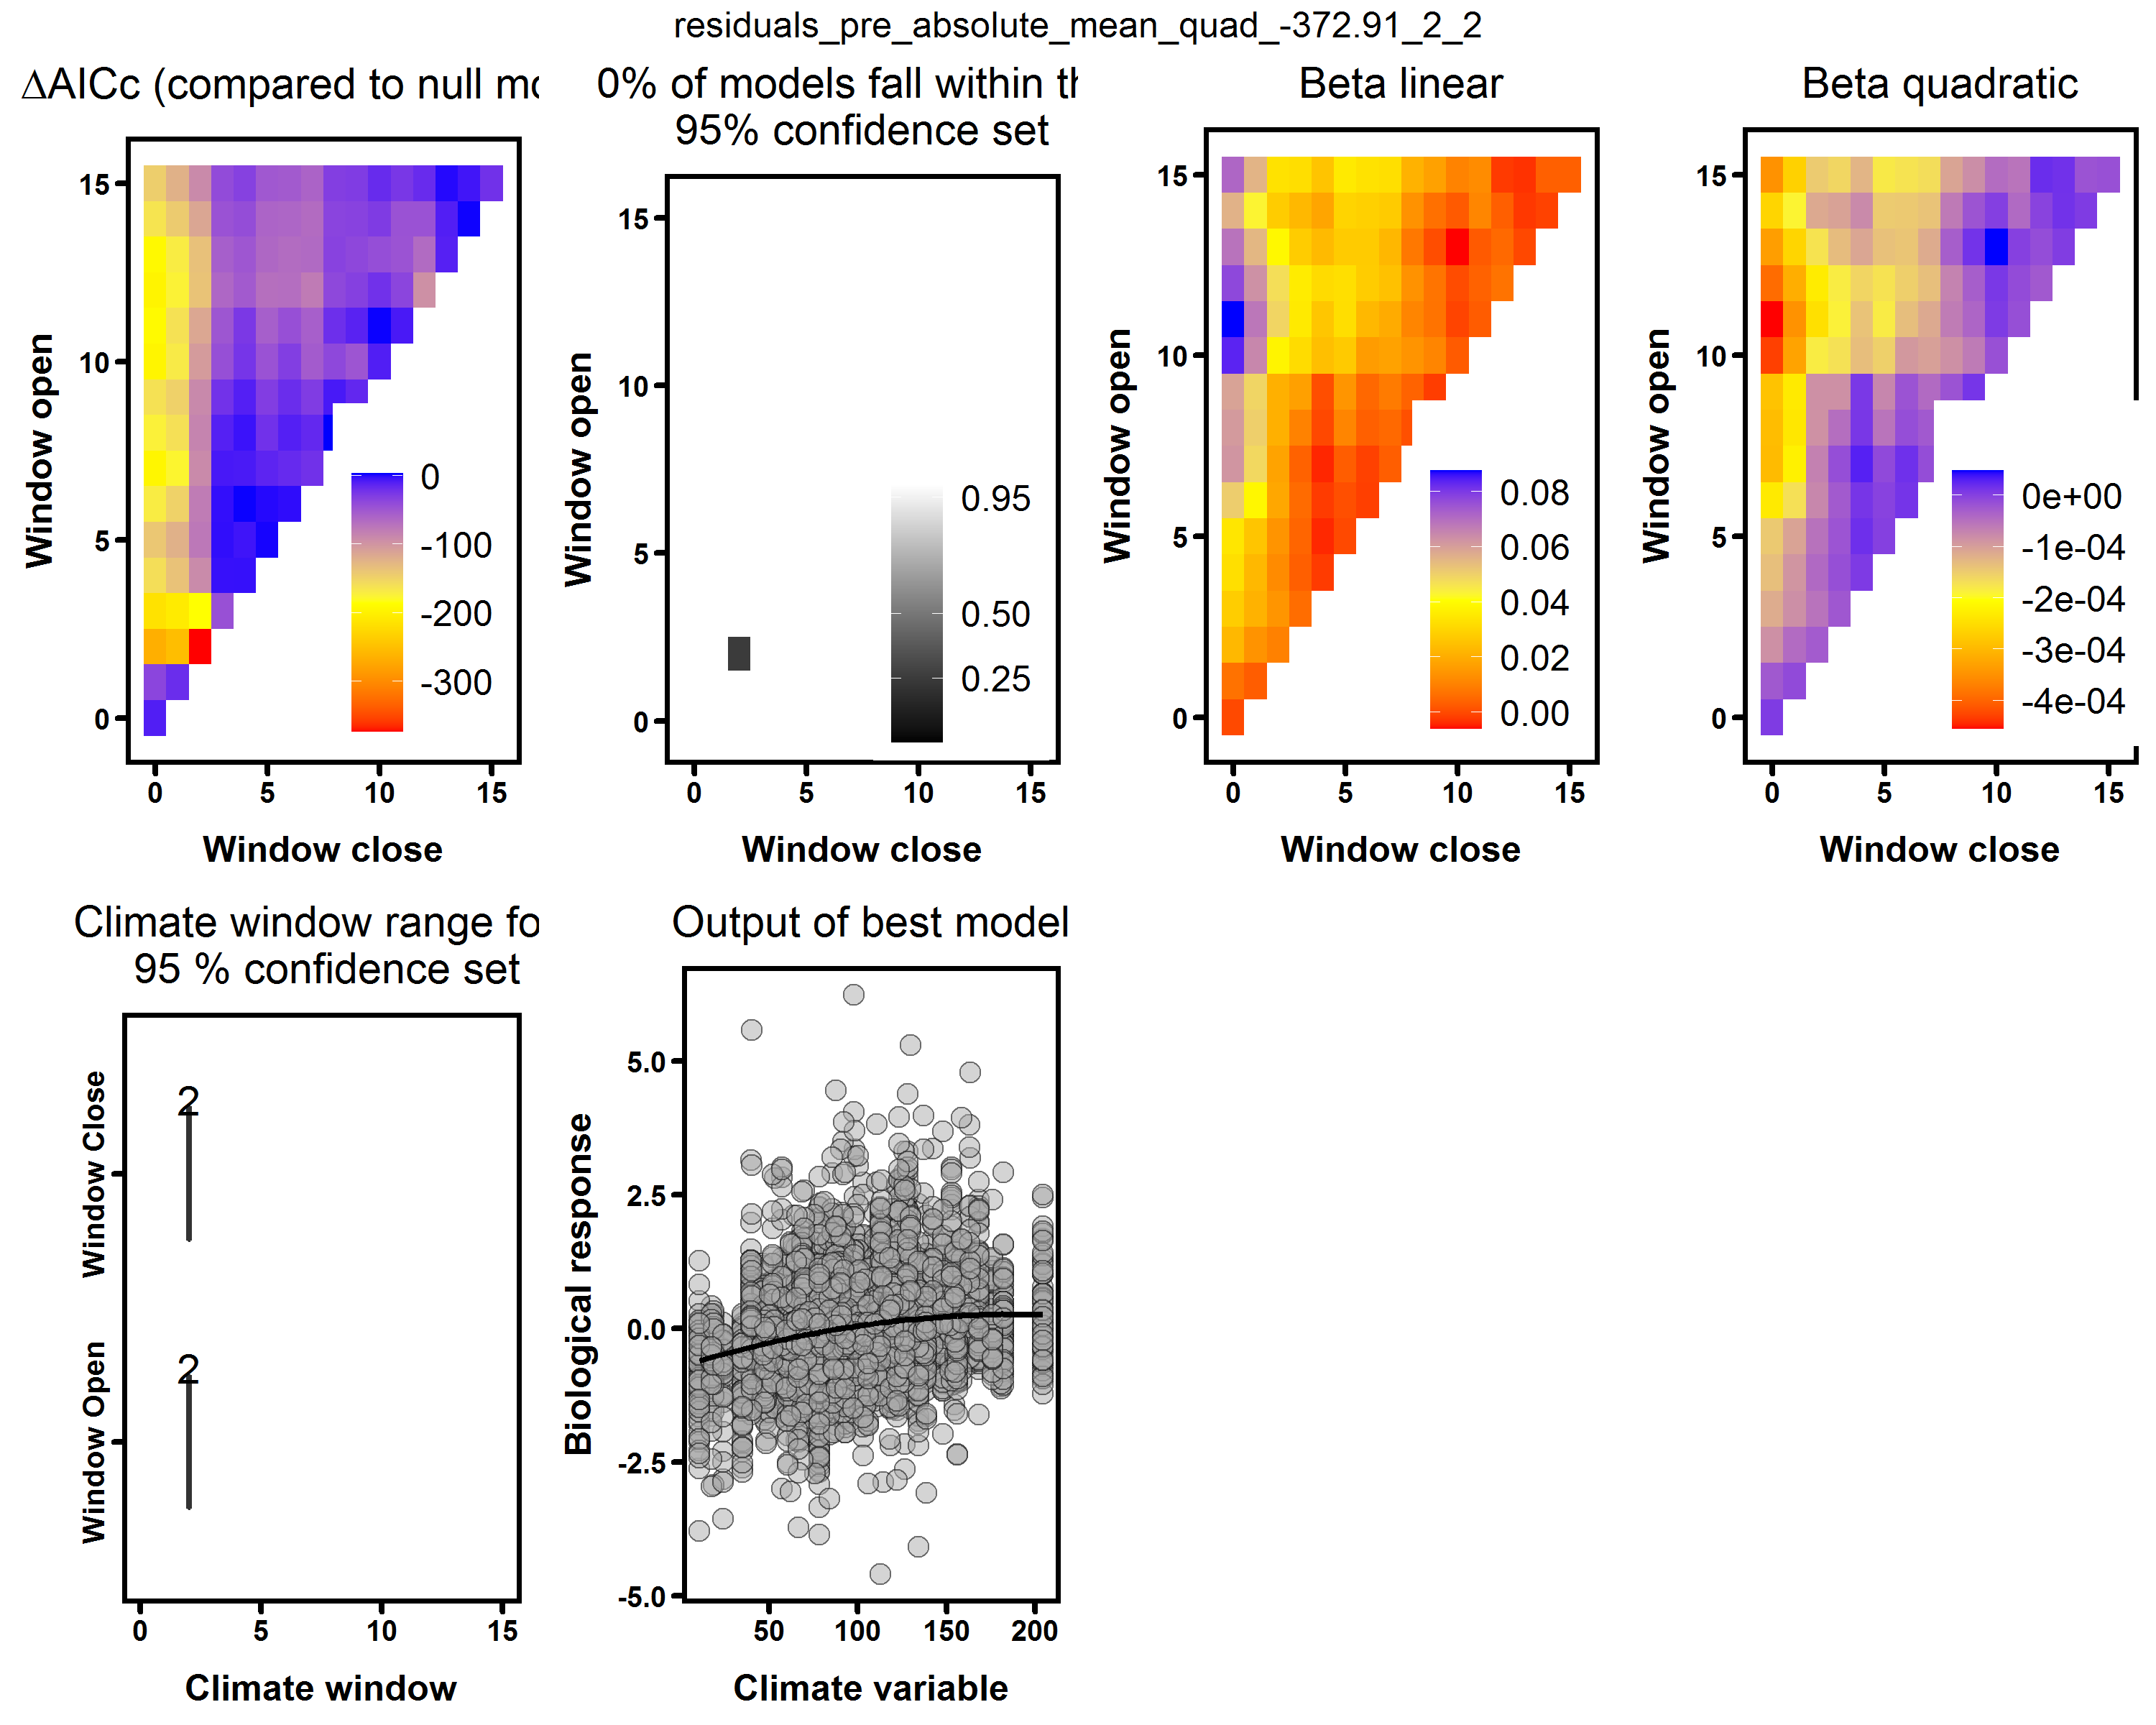 residuals_pre_absolute_mean_quad_-372.91_2_2
ΔAICc (compared to null mo
15
10
5
0
0
5
10
15
Window open
Window close
0
-100
-200
-300
0% of models fall within th
95% confidence set
15
10
5
0
0
5
10
15
Window open
Window close
0.95
0.50
0.25
Beta linear
15
10
5
0
0
5
10
15
Window open
Window close
0.08
0.06
0.04
0.02
0.00
Beta quadratic
15
10
5
0
0
5
10
15
Window open
Window close
0e+00
-1e-04
-2e-04
-3e-04
-4e-04
Climate window range fo
95 % confidence set
Window Close
Window Open
2
2
0
5
10
15
Climate window
Output of best model
5.0
2.5
0.0
-2.5
-5.0
Biological response
50
100
150
200
Climate variable